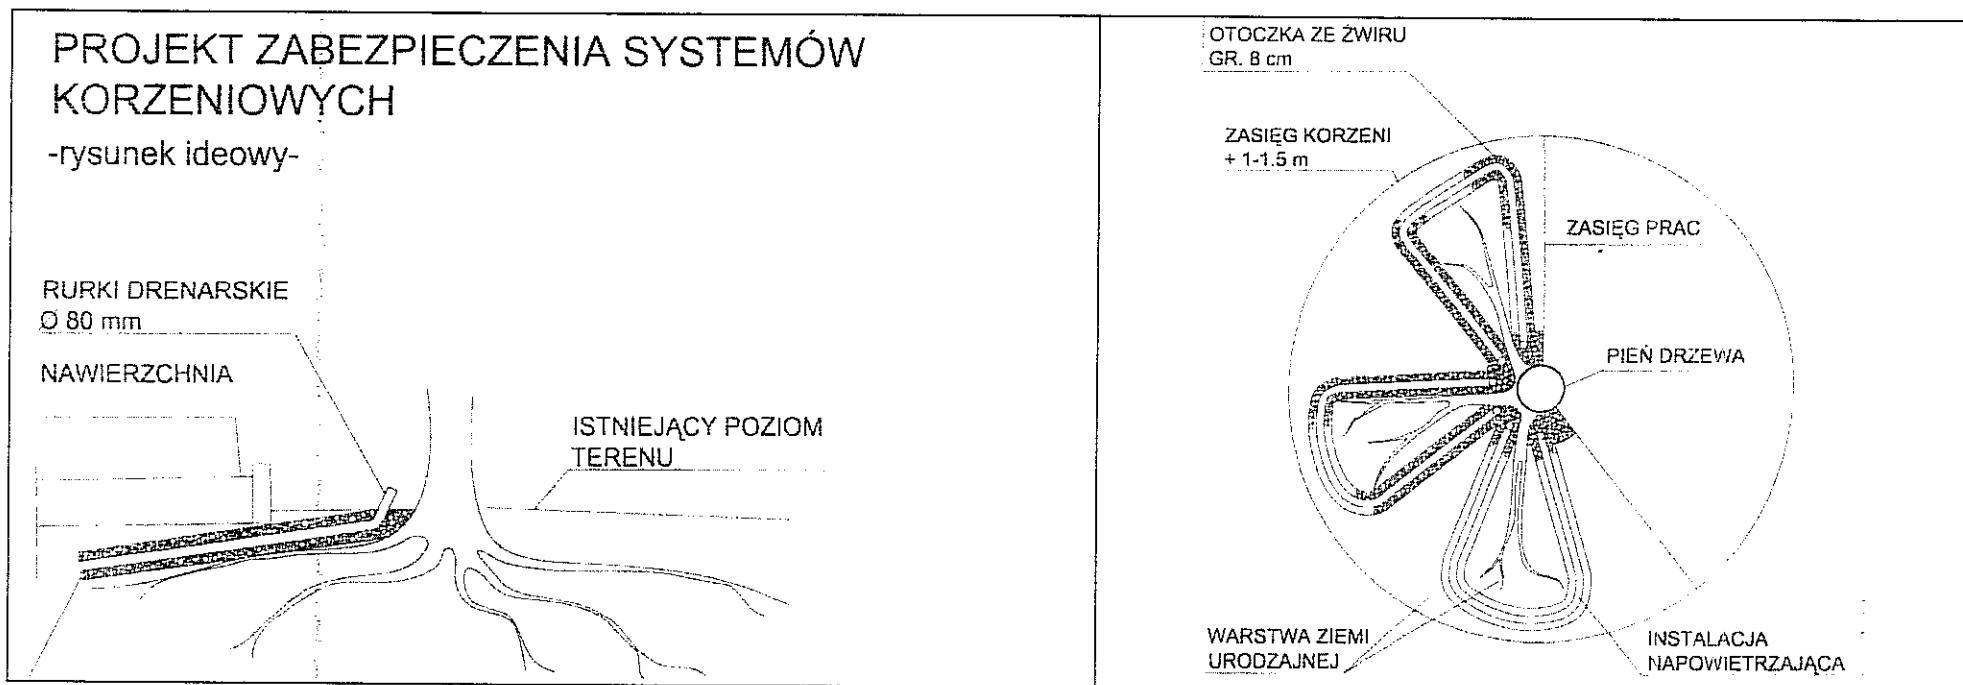 PROJEKT ZABEZPIECZENIA SYSTEMÓW
KORZENIOWYCH
-rysunek ideowy-
RURKI DRENARSKIE
Ø 80 mm
NAWIERZCHNIA
ISTNIEJĄCY POZIOM
TERENU
OTOCZKA ZE ŻWIRU
GR. 8 cm
ZASIĘG KORZENI
+ 1-1.5 m
ZASIĘG PRAC
PIEŃ DRZEWA
WARSTWA ZIEMI
URODZAJNEJ
INSTALACJA
NAPOWIETRZAJĄCA